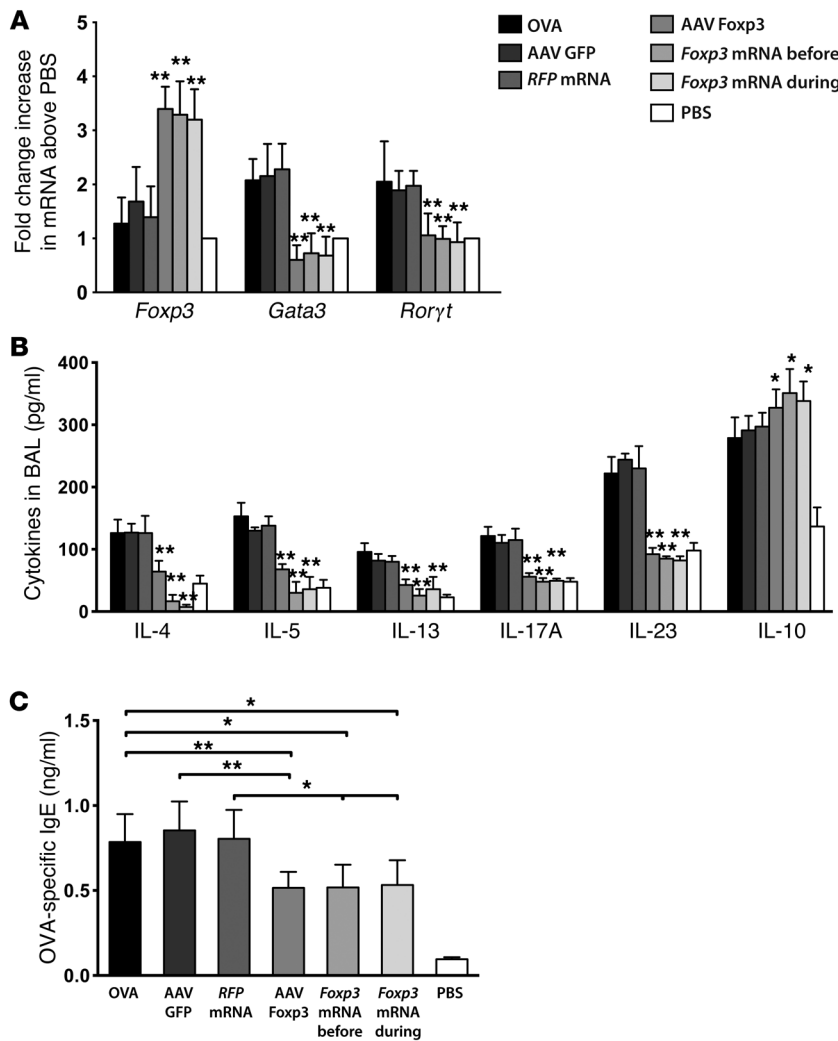 A
Fold change increase
in mRNA above PBS
5
4
3
2
1
0
** ** **
** ** **
** ** **
Foxp3 Gata3 Rorγt
OVA
AAV GFP
RFP mRNA
AAV Foxp3
Foxp3 mRNA before
Foxp3 mRNA during
PBS
B
Cytokines in BAL (pg/ml)
400
300
200
100
0
** ** **
** ** **
** ** **
** ** **
** ** **
* * *
IL-4 IL-5 IL-13 IL-17A IL-23 IL-10
C
OVA-specific IgE (ng/ml)
1.5
1.0
0.5
0.0
*
*
**
**
*
OVA
AAV
GFP
RFP
mRNA
AAV
Foxp3
Foxp3
mRNA
before
Foxp3
mRNA
during
PBS